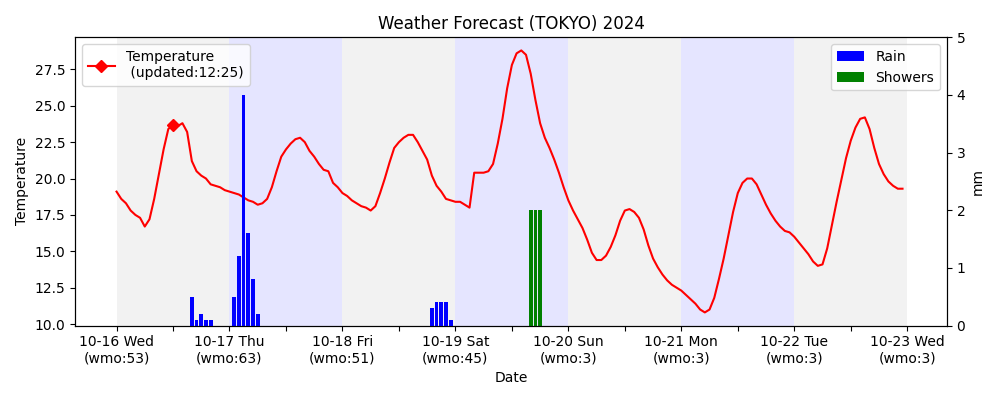 Weather Forecast (TOKYO) 2024
Temperature
(updated:12:25)
Rain
Showers
Temperature
27.5
25.0
22.5
20.0
17.5
15.0
12.5
10.0
5
4
3
2
1
0
mm
10-16 Wed
(wmo:53)
10-17 Thu
(wmo:63)
10-18 Fri
(wmo:51)
10-19 Sat
(wmo:45)
10-20 Sun
(wmo:3)
10-21 Mon
(wmo:3)
10-22 Tue
(wmo:3)
10-23 Wed
(wmo:3)
Date